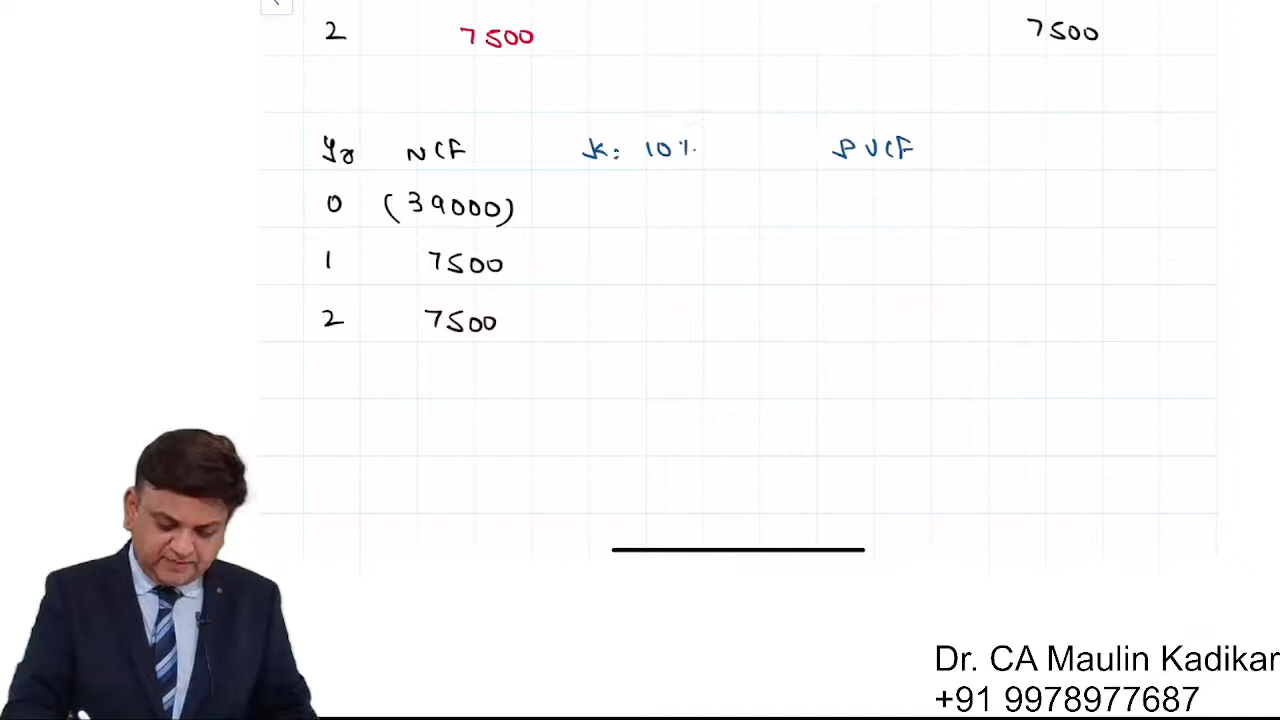 2 7500 7500
Yr NCF K: 10% PVCF
0 (39000)
1 7500
2 7500
Dr. CA Maulin Kadikar
+91 9978977687